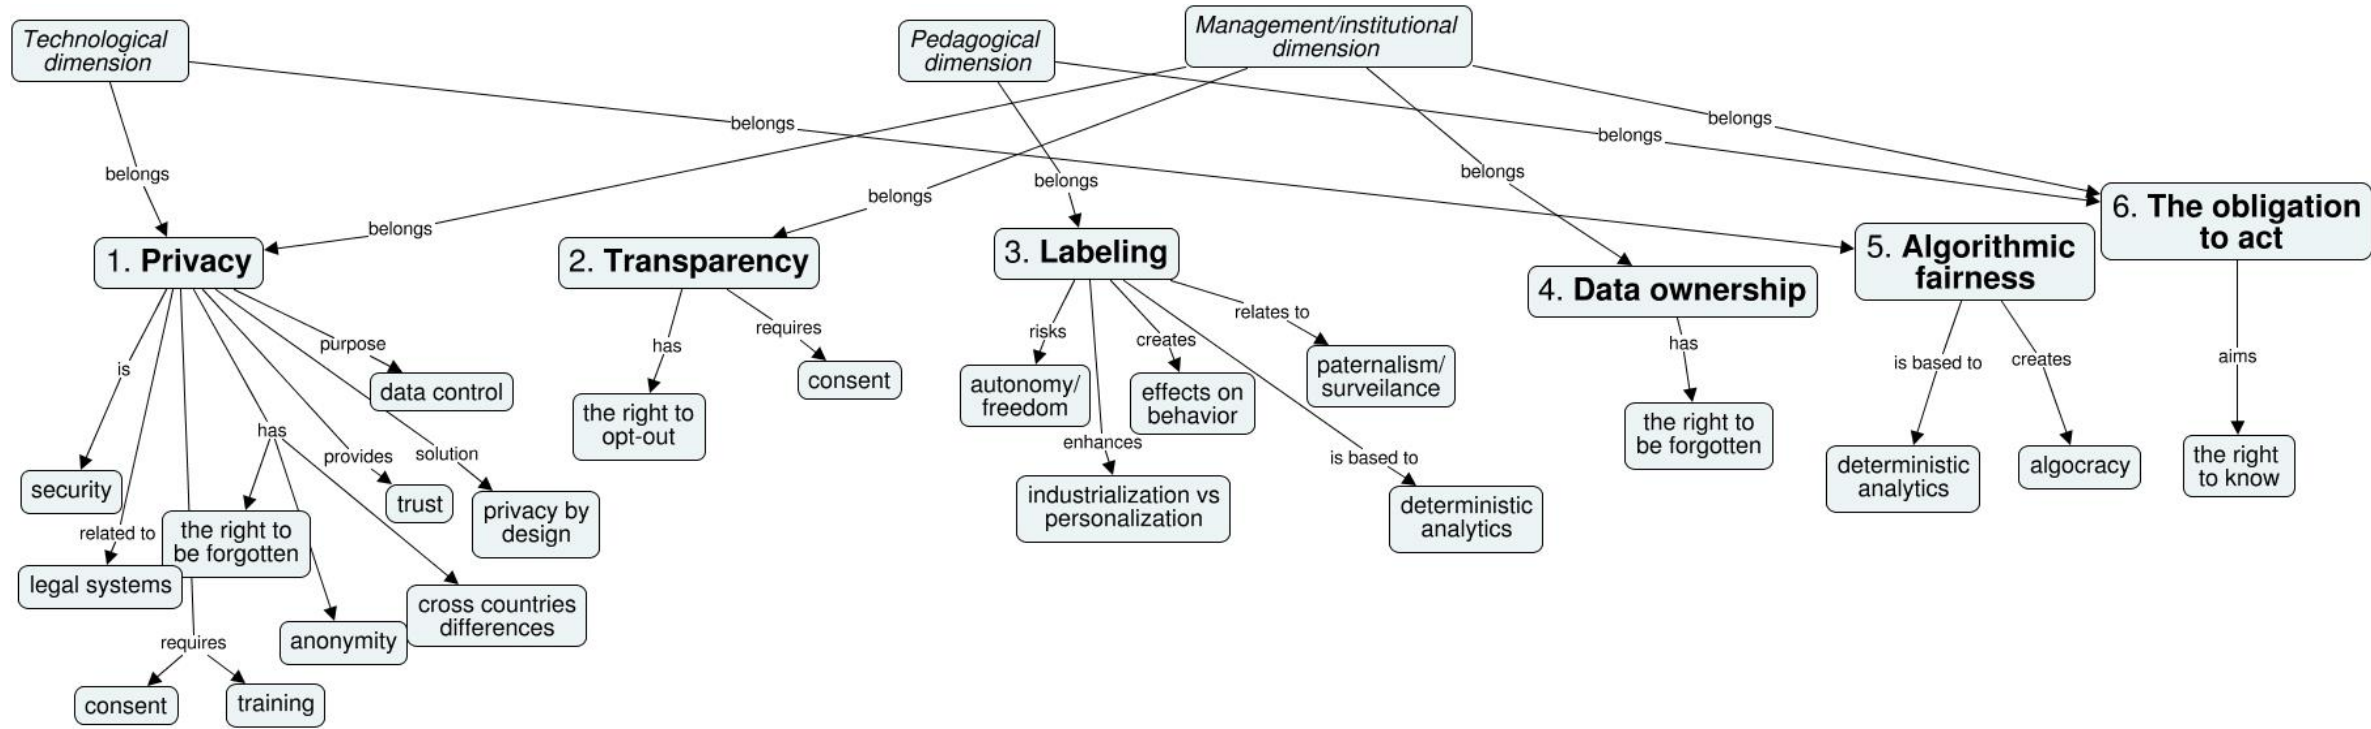 Technological
dimension
Pedagogical
dimension
Management/institutional
dimension
belongs
belongs
belongs
belongs
belongs
belongs
belongs
belongs
belongs
1. Privacy
2. Transparency
3. Labeling
4. Data ownership
5. Algorithmic
fairness
6. The obligation
to act
is
related to
requires
has
provides
solution
purpose
security
legal systems
consent
training
the right to
be forgotten
anonymity
cross countries
differences
trust
privacy by
design
data control
has
requires
the right to
opt-out
consent
risks
enhances
creates
is based to
relates to
autonomy/
freedom
industrialization vs
personalization
effects on
behavior
deterministic
analytics
paternalism/
surveilance
has
the right to
be forgotten
is based to
creates
deterministic
analytics
algocracy
aims
the right
to know